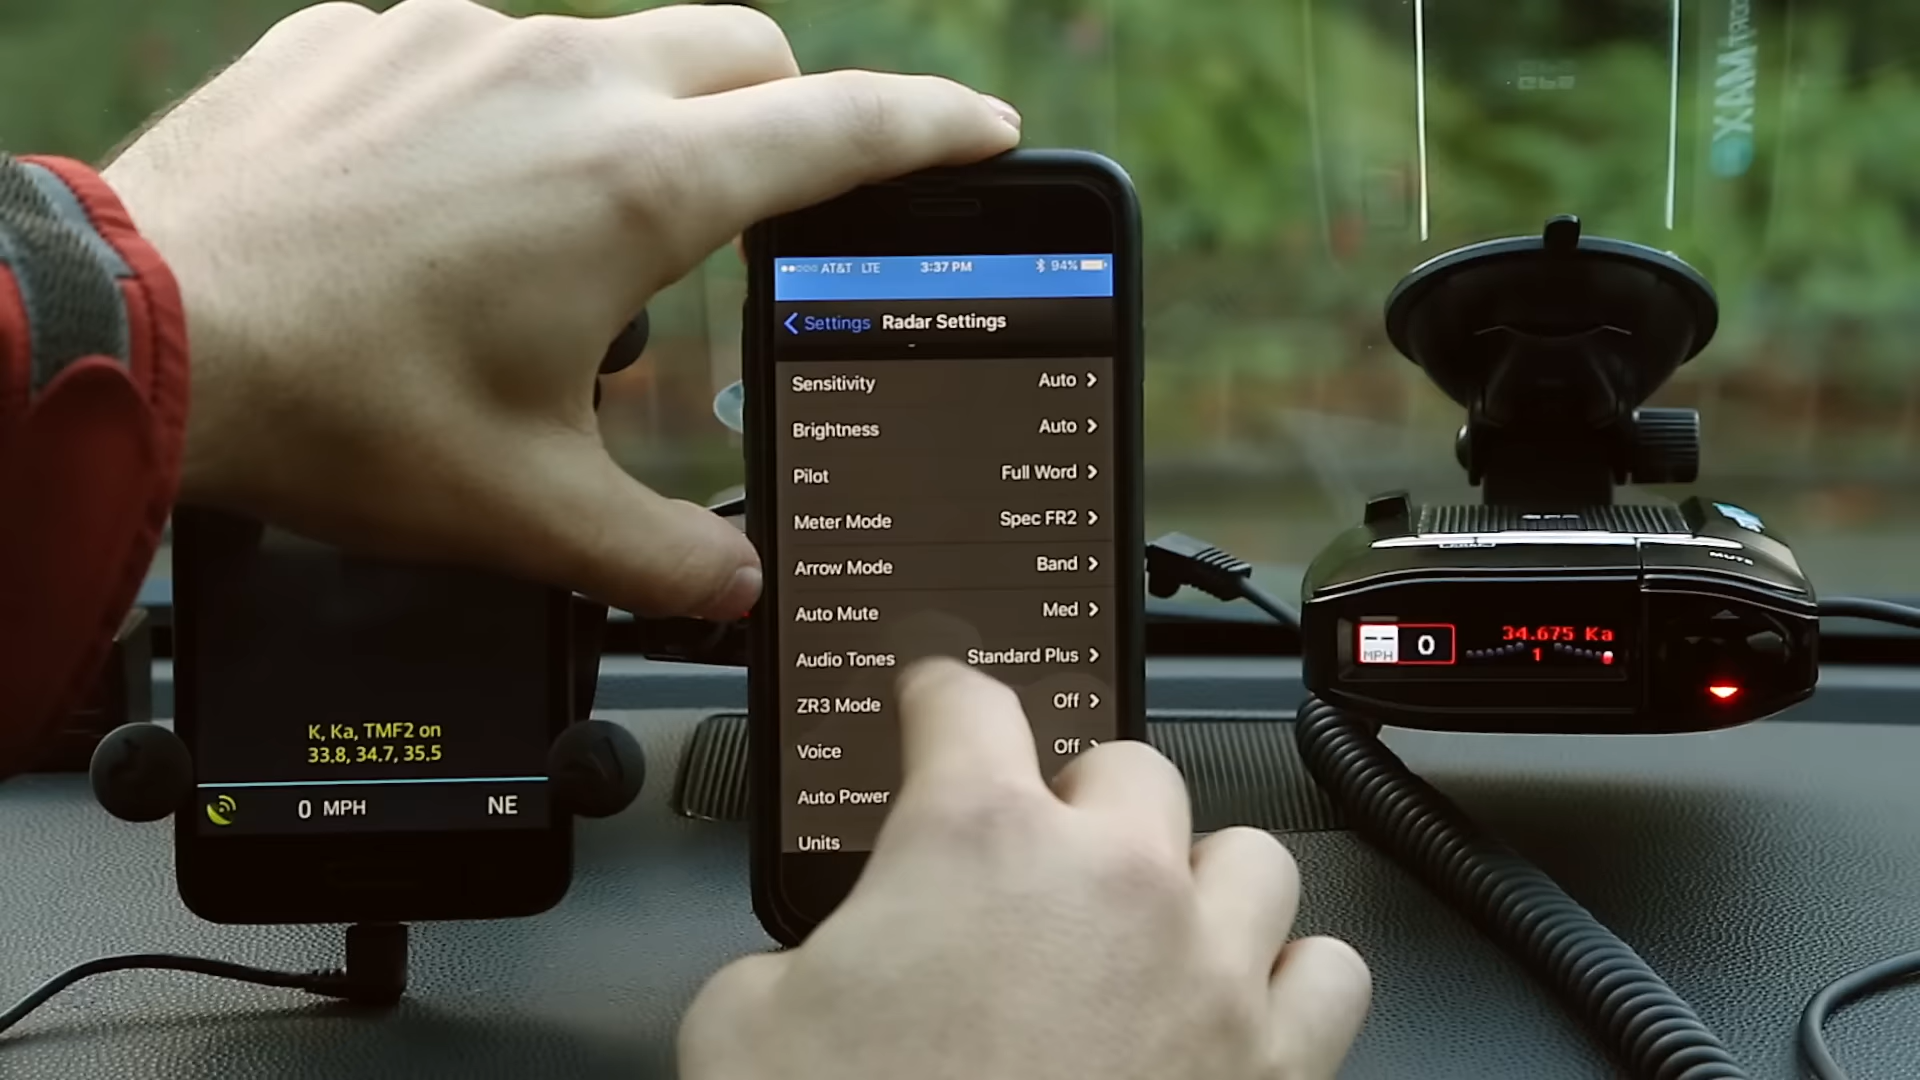 AT&T LTE 3:37 PM 94%
Settings Radar Settings
Sensitivity Auto
Brightness Auto
Pilot Full Word
Meter Mode Spec FR2
Arrow Mode Band
Auto Mute Med
Audio Tones Standard Plus
ZR3 Mode Off
Voice Off
Auto Power
Units
K, Ka, TMF2 on
33.8, 34.7, 35.5
0 MPH NE
MUTE
-- MPH 0 34.675 Ka
1